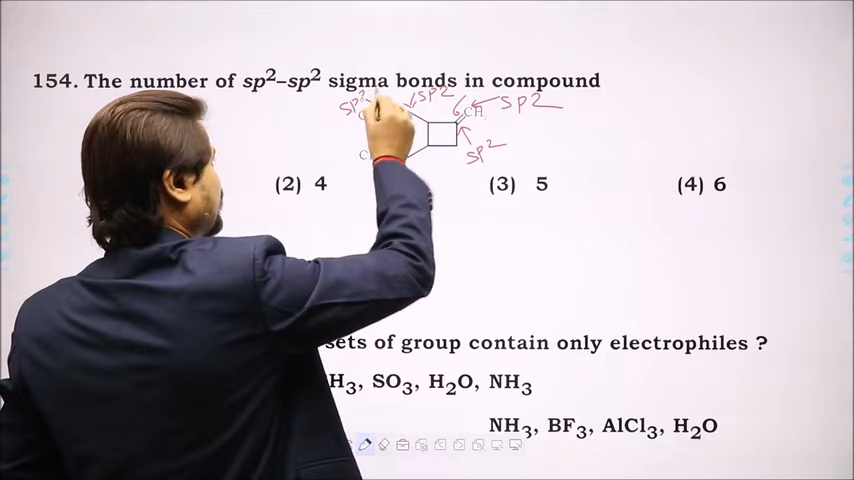 154. The number of sp²–sp² sigma bonds in compound
sp² sp² CH sp²
C
C sp²
(2) 4 (3) 5 (4) 6
sets of group contain only electrophiles ?
H₃, SO₃, H₂O, NH₃
NH₃, BF₃, AlCl₃, H₂O